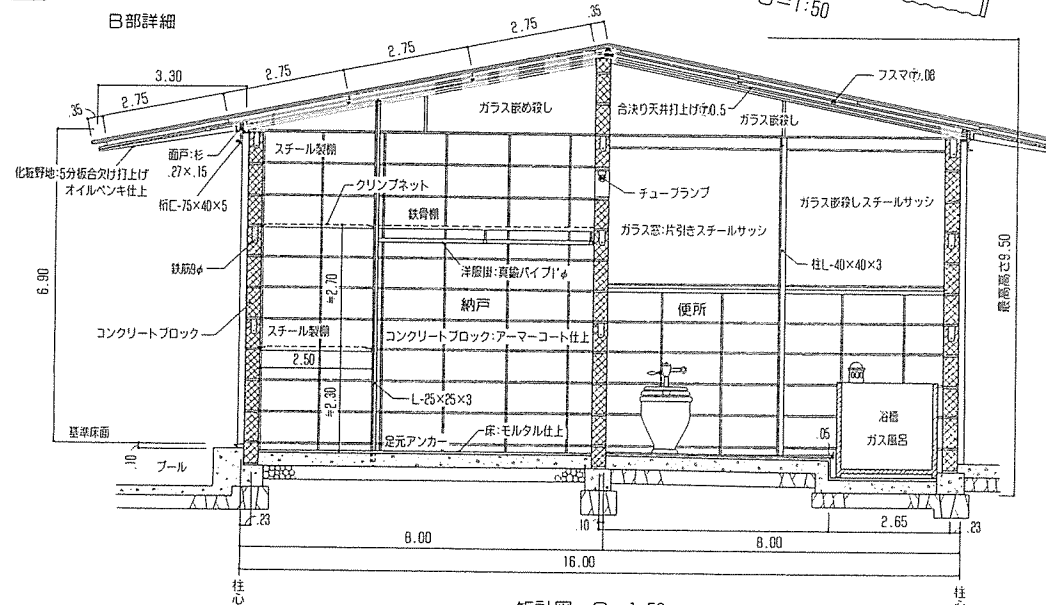 B部詳細
=1:50
.35
2.75
2.75
2.75
3.30
2.75
.35
フスマ⑦.08
合決り天井打上げ⑦0.5
ガラス嵌め殺し
ガラス嵌殺し
面戸:杉
.27×.15
スチール製棚
化粧野地:5分板合欠け打上げ
オイルペンキ仕上
桁匚-75×40×5
クリンプネット
チューブランプ
鉄骨棚
ガラス嵌殺しスチールサッシ
ガラス窓:片引きスチールサッシ
鉄筋9φ
洋服掛:真鍮パイプ1"φ
柱L-40×40×3
最高高さ9.50
6.90
≒2.70
納戸
便所
コンクリートブロック
スチール製棚
コンクリートブロック:アーマーコート仕上
2.50
≒2.30
L-25×25×3
浴槽
ガス風呂
基準床面
足元アンカー
床:モルタル仕上
.05
.10
プール
.23
.10
2.65
.23
8.00
8.00
16.00
柱心
柱心